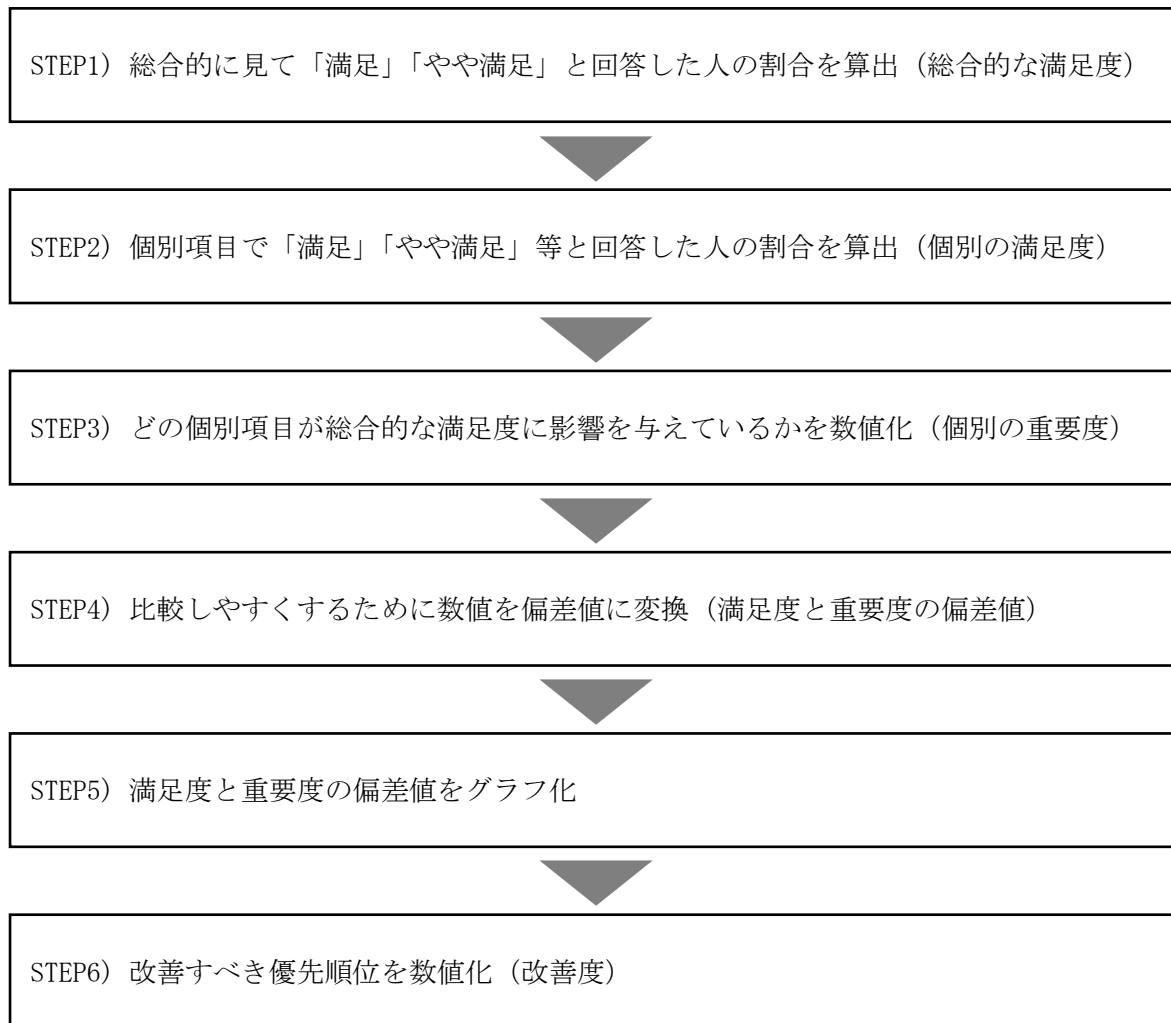 STEP1) 総合的に見て「満足」「やや満足」と回答した人の割合を算出（総合的な満足度）
STEP2) 個別項目で「満足」「やや満足」等と回答した人の割合を算出（個別の満足度）
STEP3) どの個別項目が総合的な満足度に影響を与えているかを数値化（個別の重要度）
STEP4) 比較しやすくするために数値を偏差値に変換（満足度と重要度の偏差値）
STEP5) 満足度と重要度の偏差値をグラフ化
STEP6) 改善すべき優先順位を数値化（改善度）